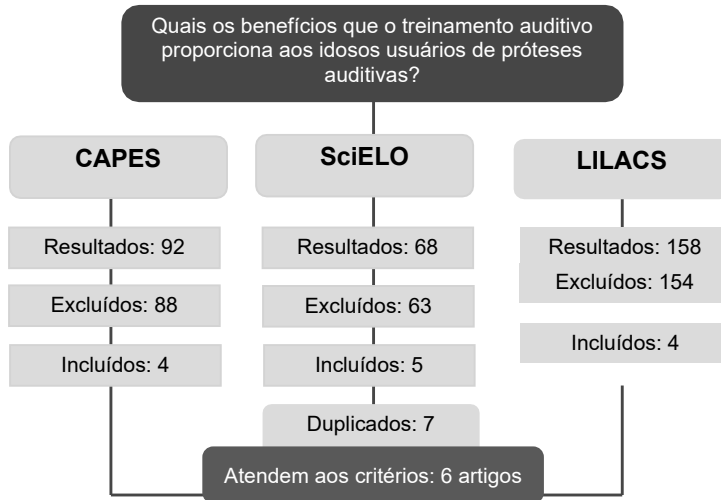 Quais os benefícios que o treinamento auditivo
proporciona aos idosos usuários de próteses
auditivas?
CAPES
Resultados: 92
Excluídos: 88
Incluídos: 4
SciELO
Resultados: 68
Excluídos: 63
Incluídos: 5
Duplicados: 7
LILACS
Resultados: 158
Excluídos: 154
Incluídos: 4
Atendem aos critérios: 6 artigos